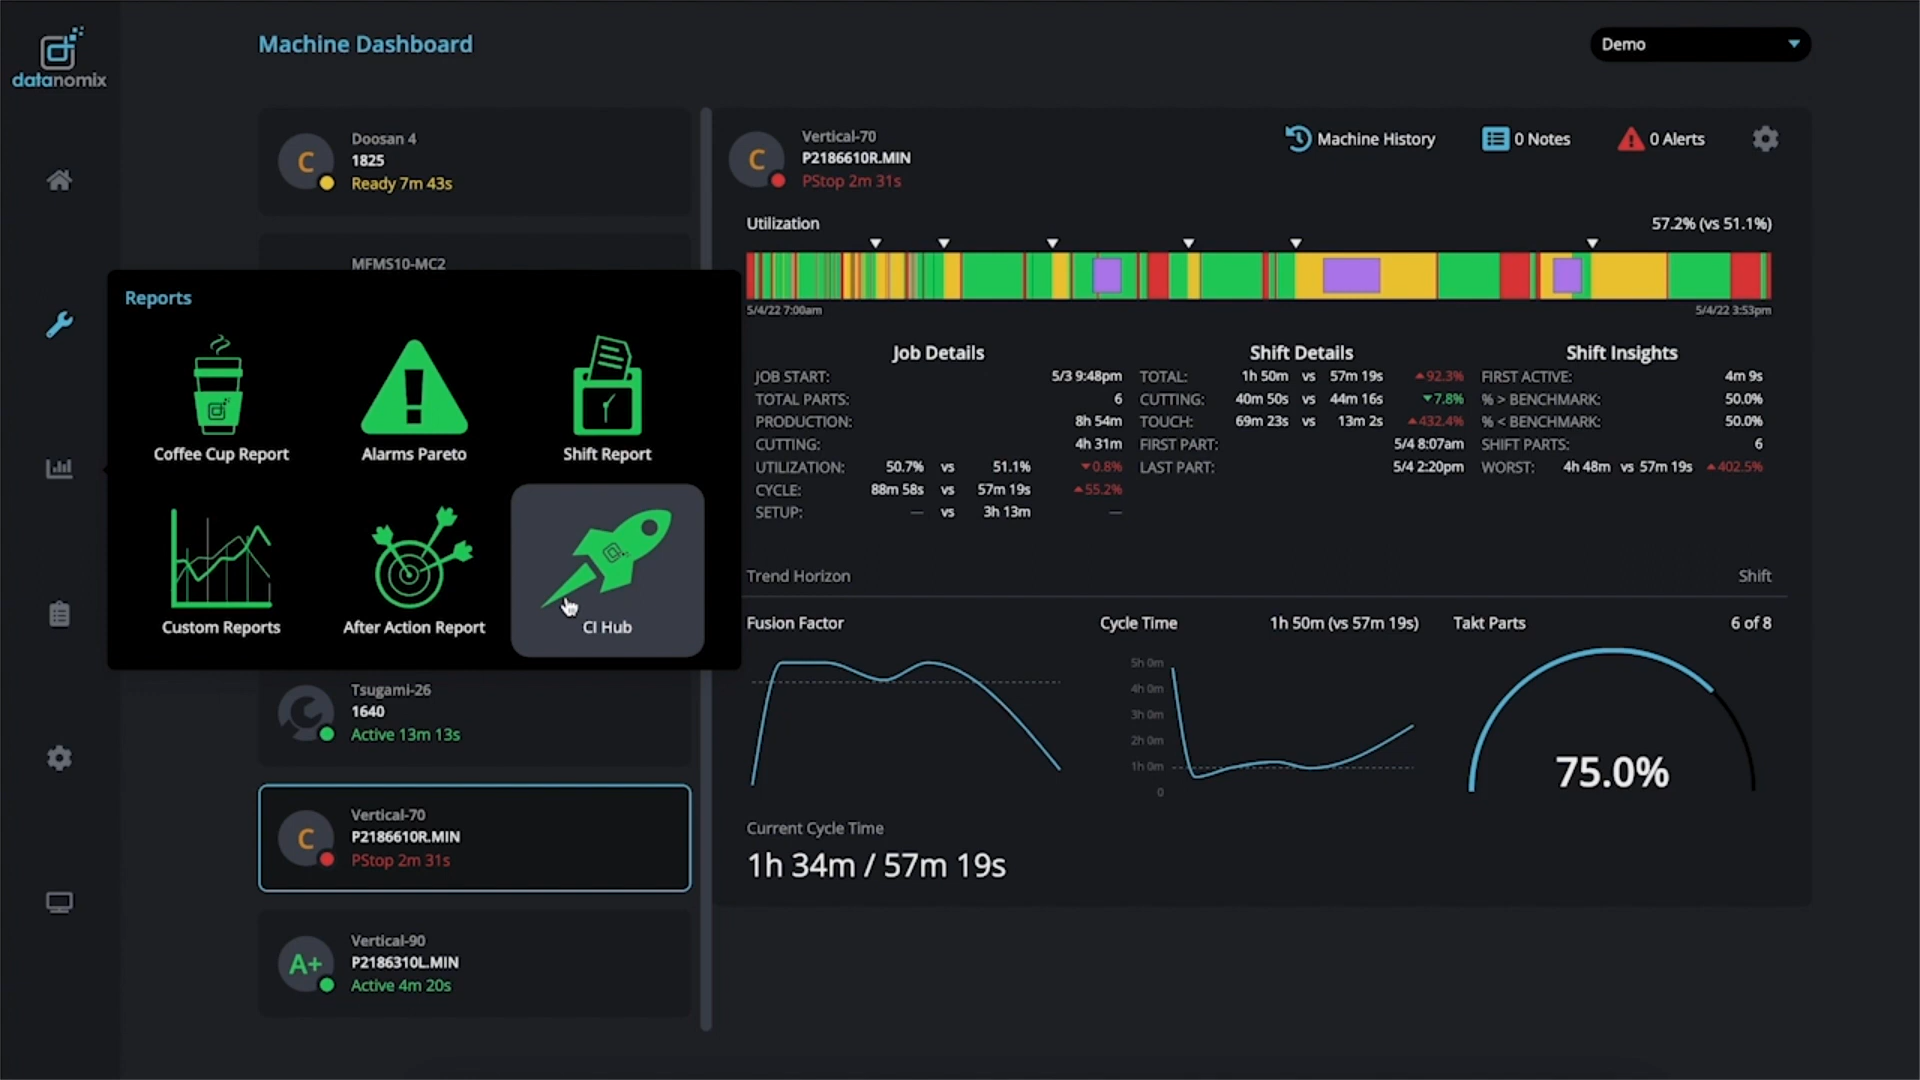 datanomix
Machine Dashboard
Demo
Doosan 4
1825
Ready 7m 43s
C
MFMS10-MC2
Reports
Coffee Cup Report
Alarms Pareto
Shift Report
Custom Reports
After Action Report
CI Hub
Tsugami-26
1640
Active 13m 13s
C
Vertical-70
P2186610R.MIN
PStop 2m 31s
A+
Vertical-90
P2186310L.MIN
Active 4m 20s
C
Vertical-70
P2186610R.MIN
PStop 2m 31s
Machine History
0 Notes
0 Alerts
Utilization
57.2% (vs 51.1%)
5/4/22 7:00am
5/4/22 3:53pm
Job Details
JOB START: 5/3 9:48pm
TOTAL PARTS: 6
PRODUCTION: 8h 54m
CUTTING: 4h 31m
UTILIZATION: 50.7% vs 51.1% 0.8%
CYCLE: 88m 58s vs 57m 19s 55.2%
SETUP: — vs 3h 13m —
Shift Details
TOTAL: 1h 50m vs 57m 19s 92.3%
CUTTING: 40m 50s vs 44m 16s 7.8%
TOUCH: 69m 23s vs 13m 2s 432.4%
FIRST PART: 5/4 8:07am
LAST PART: 5/4 2:20pm
Shift Insights
FIRST ACTIVE: 4m 9s
% > BENCHMARK: 50.0%
% < BENCHMARK: 50.0%
SHIFT PARTS: 6
WORST: 4h 48m vs 57m 19s 402.5%
Trend Horizon
Shift
Fusion Factor
Cycle Time
1h 50m (vs 57m 19s)
5h 0m
4h 0m
3h 0m
2h 0m
1h 0m
0
Takt Parts
6 of 8
75.0%
Current Cycle Time
1h 34m / 57m 19s